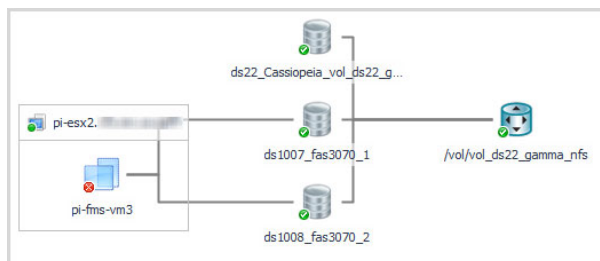 ds22_Cassiopeia_vol_ds22_g...
pi-esx2.
ds1007_fas3070_1
/vol/vol_ds22_gamma_nfs
pi-fms-vm3
ds1008_fas3070_2